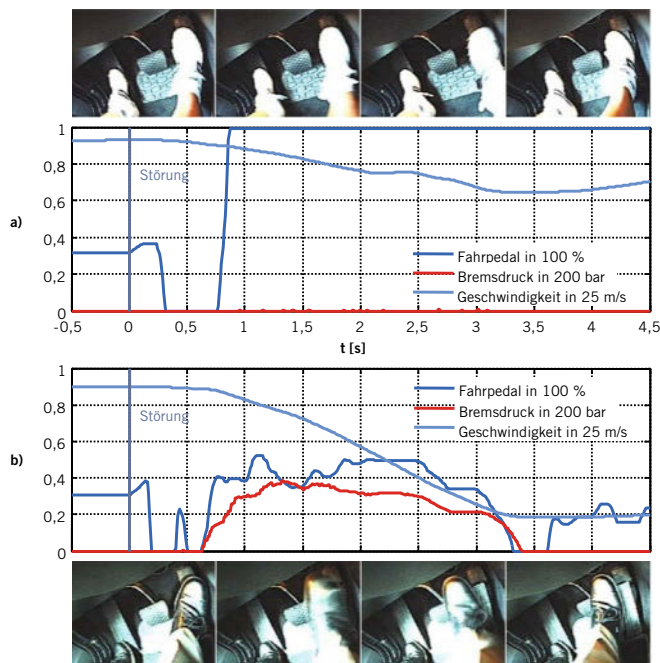 1
0,8
Störung
0,6
a)
0,4
Fahrpedal in 100 %
0,2
Bremsdruck in 200 bar
Geschwindigkeit in 25 m/s
0
-0,5 0 0,5 1 1,5 2 2,5 3 3,5 4 4,5
t [s]
1
Fahrpedal in 100 %
0,8
Bremsdruck in 200 bar
Störung
Geschwindigkeit in 25 m/s
0,6
b)
0,4
0,2
0